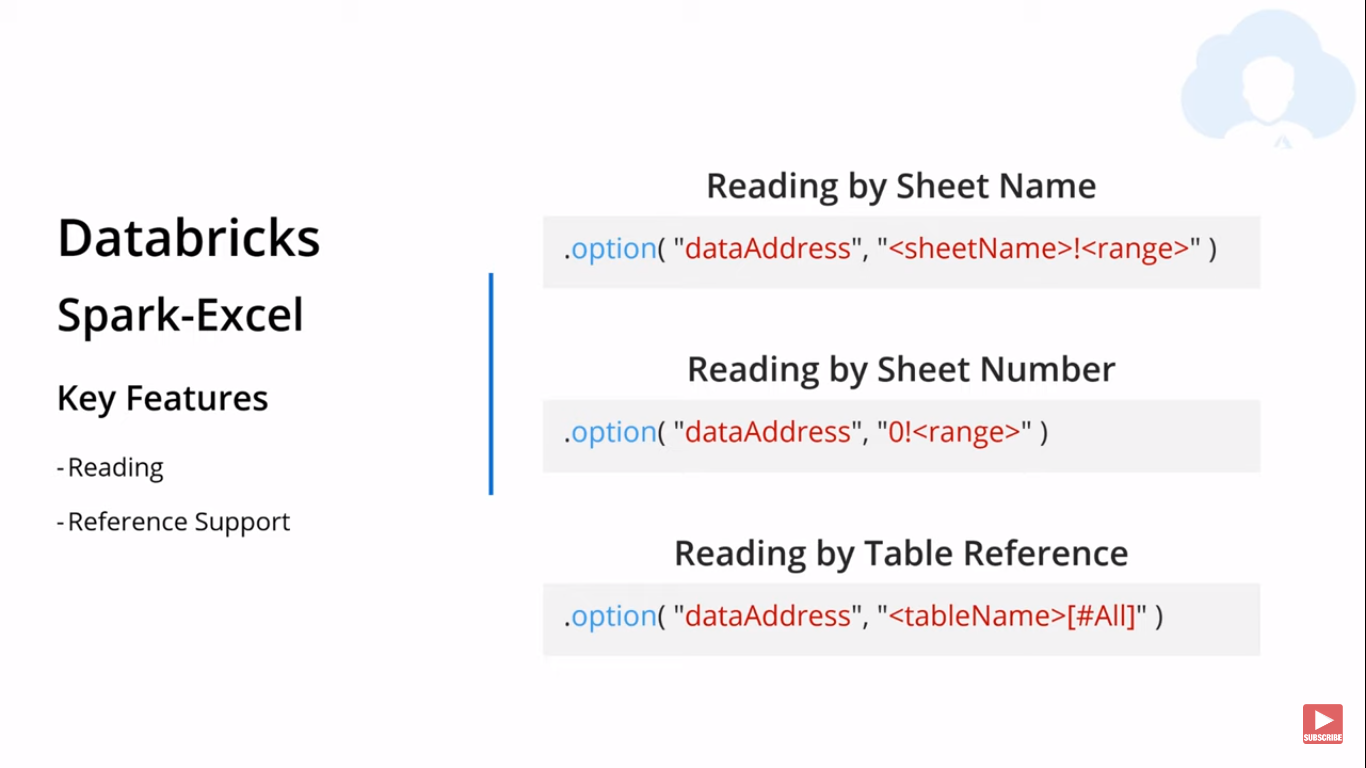 Databricks
Spark-Excel
Key Features
- Reading
- Reference Support
Reading by Sheet Name
.option( "dataAddress", "<sheetName>!<range>" )
Reading by Sheet Number
.option( "dataAddress", "0!<range>" )
Reading by Table Reference
.option( "dataAddress", "<tableName>[#All]" )
SUBSCRIBE